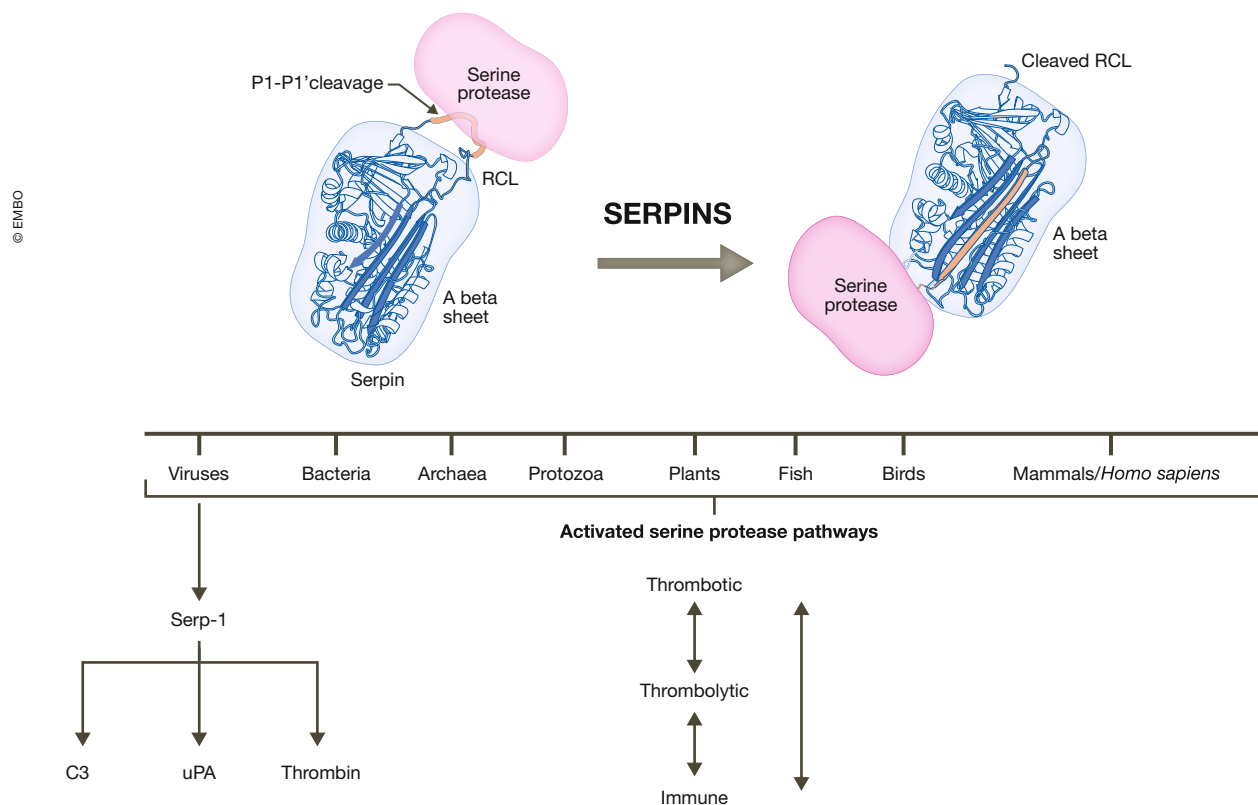 © EMBO
P1-P1'cleavage
Serine
protease
RCL
A beta
sheet
Serpin
SERPINS
Cleaved RCL
A beta
sheet
Serine
protease
Viruses
Bacteria
Archaea
Protozoa
Plants
Fish
Birds
Mammals/Homo sapiens
Activated serine protease pathways
Serp-1
C3
uPA
Thrombin
Thrombotic
Thrombolytic
Immune